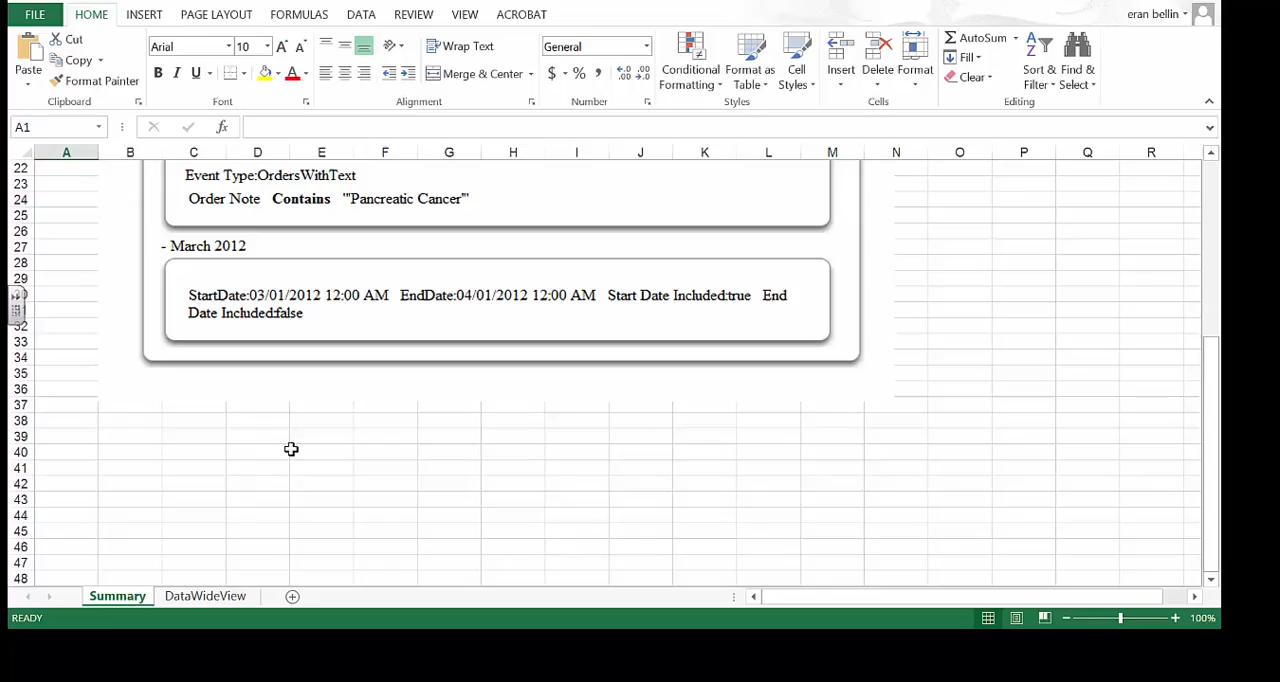 FILE HOME INSERT PAGE LAYOUT FORMULAS DATA REVIEW VIEW ACROBAT eran bellin
Paste
Cut
Copy
Format Painter
Clipboard
Arial 10 A A
B I U A
Font
Wrap Text
Merge & Center
Alignment
General
$ % , .0 .00 .00 .0
Number
Conditional Formatting
Format as Table
Cell Styles
Styles
Insert Delete Format
Cells
AutoSum
Fill
Clear
Sort & Filter
Find & Select
Editing
A1 fx
A B C D E F G H I J K L M N O P Q R
22
23
24
25
26
27
28
29
32
33
34
35
36
37
38
39
40
41
42
43
44
45
46
47
48
Event Type:OrdersWithText
Order Note Contains "'Pancreatic Cancer'"
- March 2012
StartDate:03/01/2012 12:00 AM EndDate:04/01/2012 12:00 AM Start Date Included:true End
Date Included:false
Summary DataWideView
READY 100%